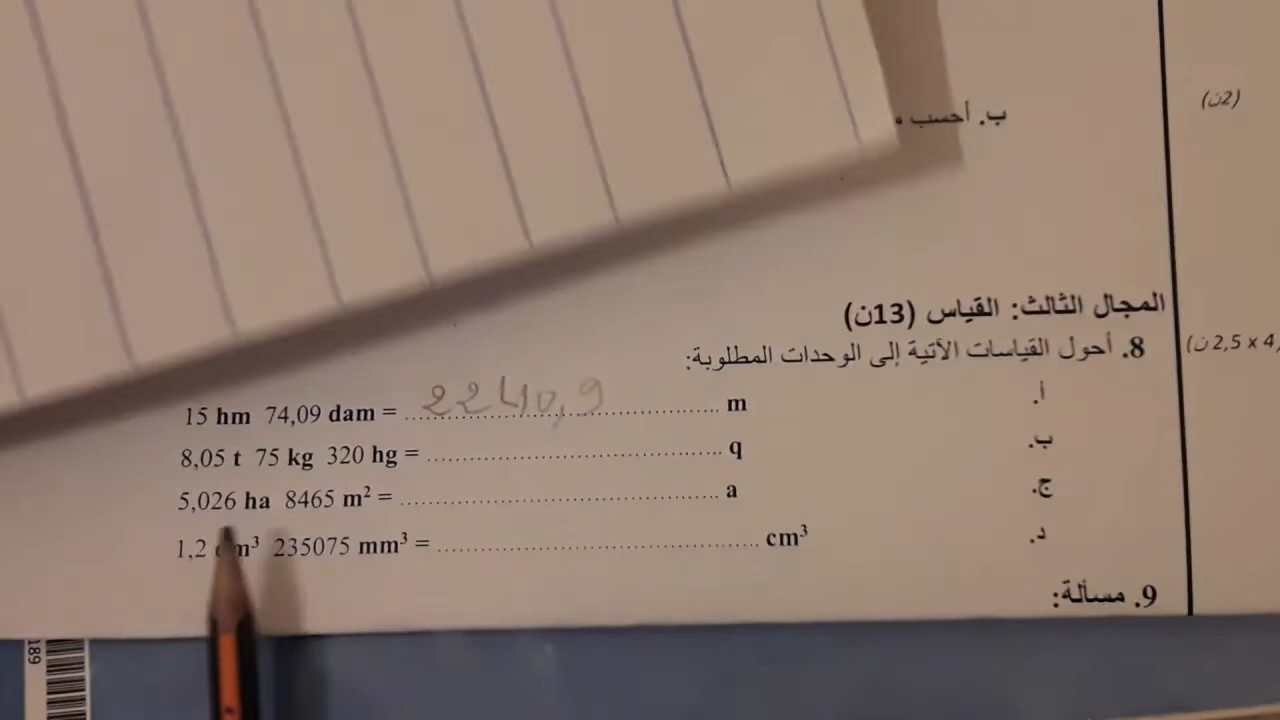 (2ن)
ب. أحسب
المجال الثالث: القياس (13ن)
(2,5 x 4 ن)
8. أحول القياسات الآتية إلى الوحدات المطلوبة:
أ. 15 hm 74,09 dam = 2240,9 m
ب. 8,05 t 75 kg 320 hg = ........ q
ج. 5,026 ha 8465 m² = ........ a
د. 1,2 dm³ 235075 mm³ = ........ cm³
9. مسألة:
189